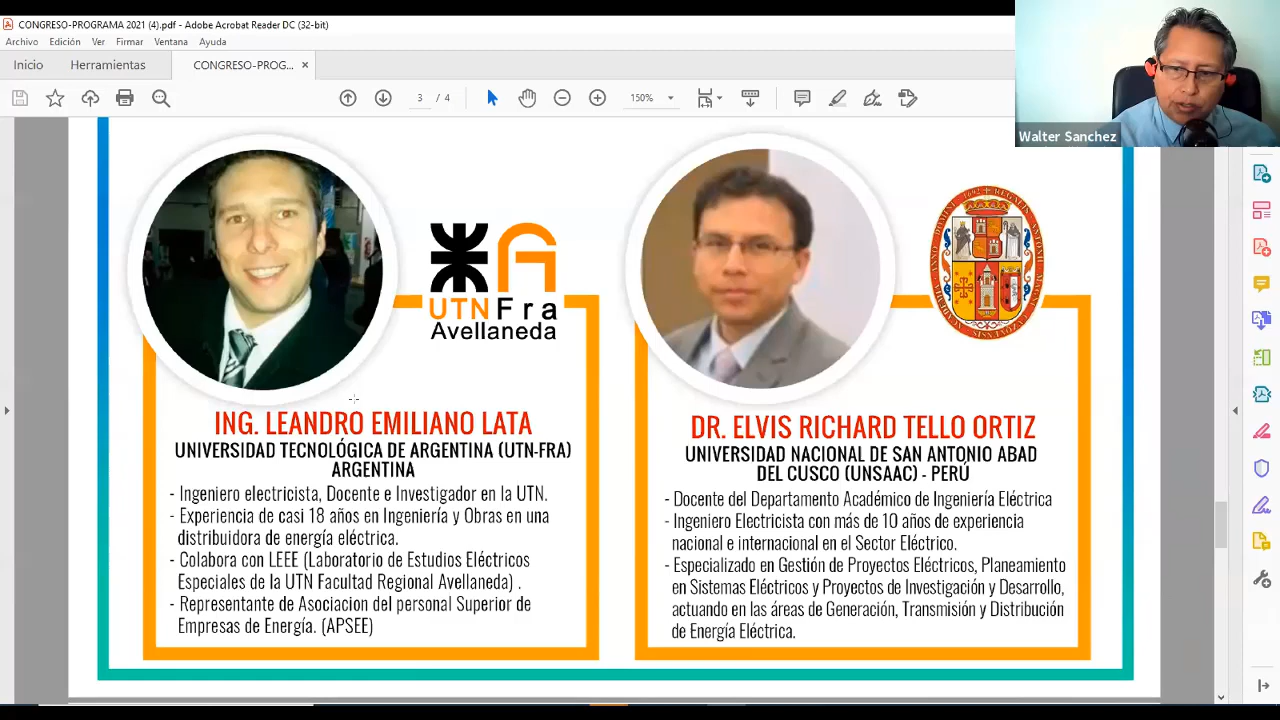 CONGRESO-PROGRAMA 2021 (4).pdf - Adobe Acrobat Reader DC (32-bit)
Archivo Edición Ver Firmar Ventana Ayuda
Inicio Herramientas CONGRESO-PROG... ×
3 / 4 150%
Walter Sanchez
UTNFra
Avellaneda
ING. LEANDRO EMILIANO LATA
UNIVERSIDAD TECNOLÓGICA DE ARGENTINA (UTN-FRA)
ARGENTINA
- Ingeniero electricista, Docente e Investigador en la UTN.
- Experiencia de casi 18 años en Ingeniería y Obras en una
distribuidora de energía eléctrica.
- Colabora con LEEE (Laboratorio de Estudios Eléctricos
Especiales de la UTN Facultad Regional Avellaneda) .
- Representante de Asociacion del personal Superior de
Empresas de Energía. (APSEE)
DR. ELVIS RICHARD TELLO ORTIZ
UNIVERSIDAD NACIONAL DE SAN ANTONIO ABAD
DEL CUSCO (UNSAAC) - PERÚ
- Docente del Departamento Académico de Ingeniería Eléctrica
- Ingeniero Electricista con más de 10 años de experiencia
nacional e internacional en el Sector Eléctrico.
- Especializado en Gestión de Proyectos Eléctricos, Planeamiento
en Sistemas Eléctricos y Proyectos de Investigación y Desarrollo,
actuando en las áreas de Generación, Transmisión y Distribución
de Energía Eléctrica.